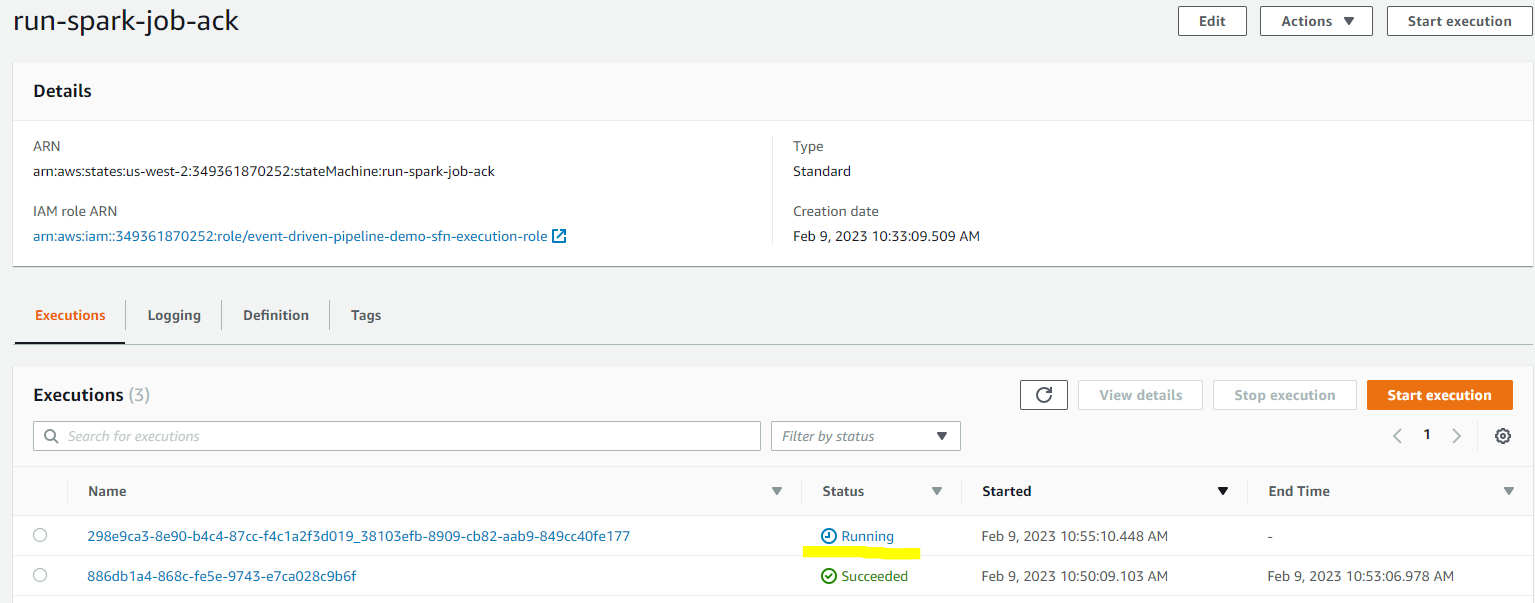 run-spark-job-ack
Edit
Actions
Start execution
Details
ARN
arn:aws:states:us-west-2:349361870252:stateMachine:run-spark-job-ack
Type
Standard
IAM role ARN
arn:aws:iam::349361870252:role/event-driven-pipeline-demo-sfn-execution-role
Creation date
Feb 9, 2023 10:33:09.509 AM
Executions
Logging
Definition
Tags
Executions (3)
View details
Stop execution
Start execution
Search for executions
Filter by status
1
Name
Status
Started
End Time
298e9ca3-8e90-b4c4-87cc-f4c1a2f3d019_38103efb-8909-cb82-aab9-849cc40fe177
Running
Feb 9, 2023 10:55:10.448 AM
-
886db1a4-868c-fe5e-9743-e7ca028c9b6f
Succeeded
Feb 9, 2023 10:50:09.103 AM
Feb 9, 2023 10:53:06.978 AM